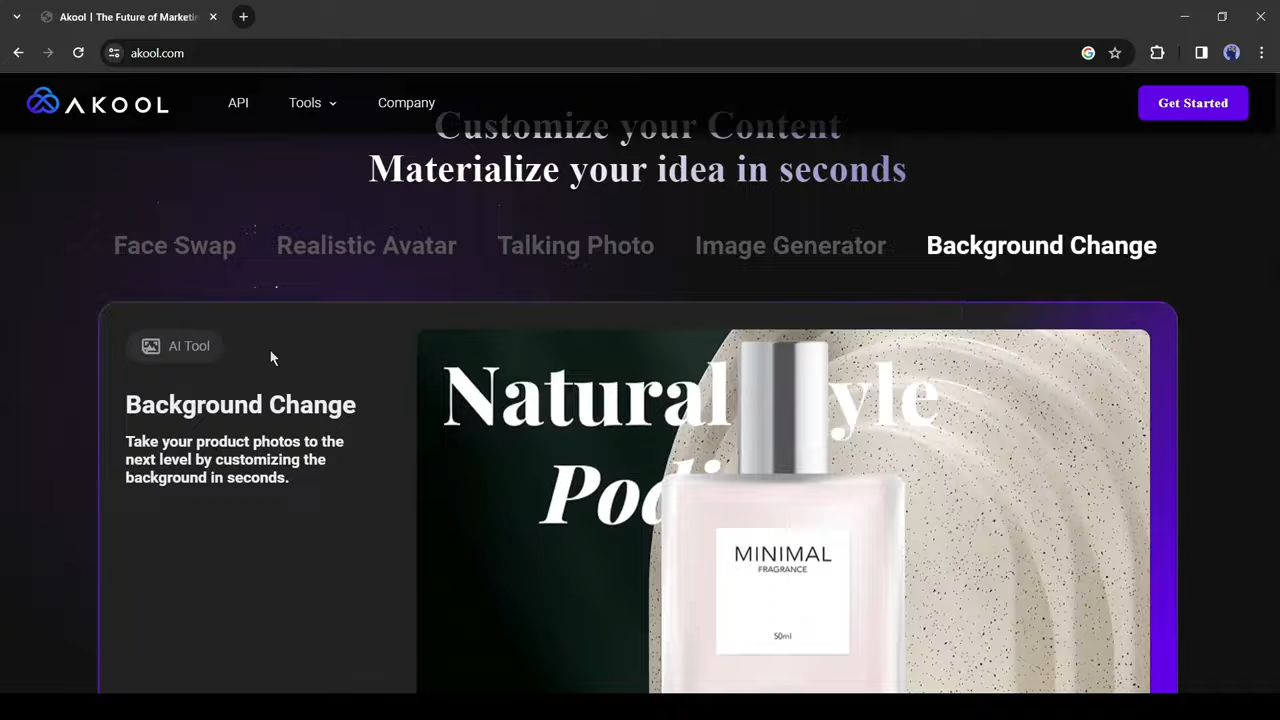 Akool | The Future of Marketin
akool.com
AKOOL
API
Tools
Company
Get Started
Customize your Content
Materialize your idea in seconds
Face Swap
Realistic Avatar
Talking Photo
Image Generator
Background Change
AI Tool
Background Change
Take your product photos to the
next level by customizing the
background in seconds.
Natural yle
MINIMAL
FRAGRANCE
50ml